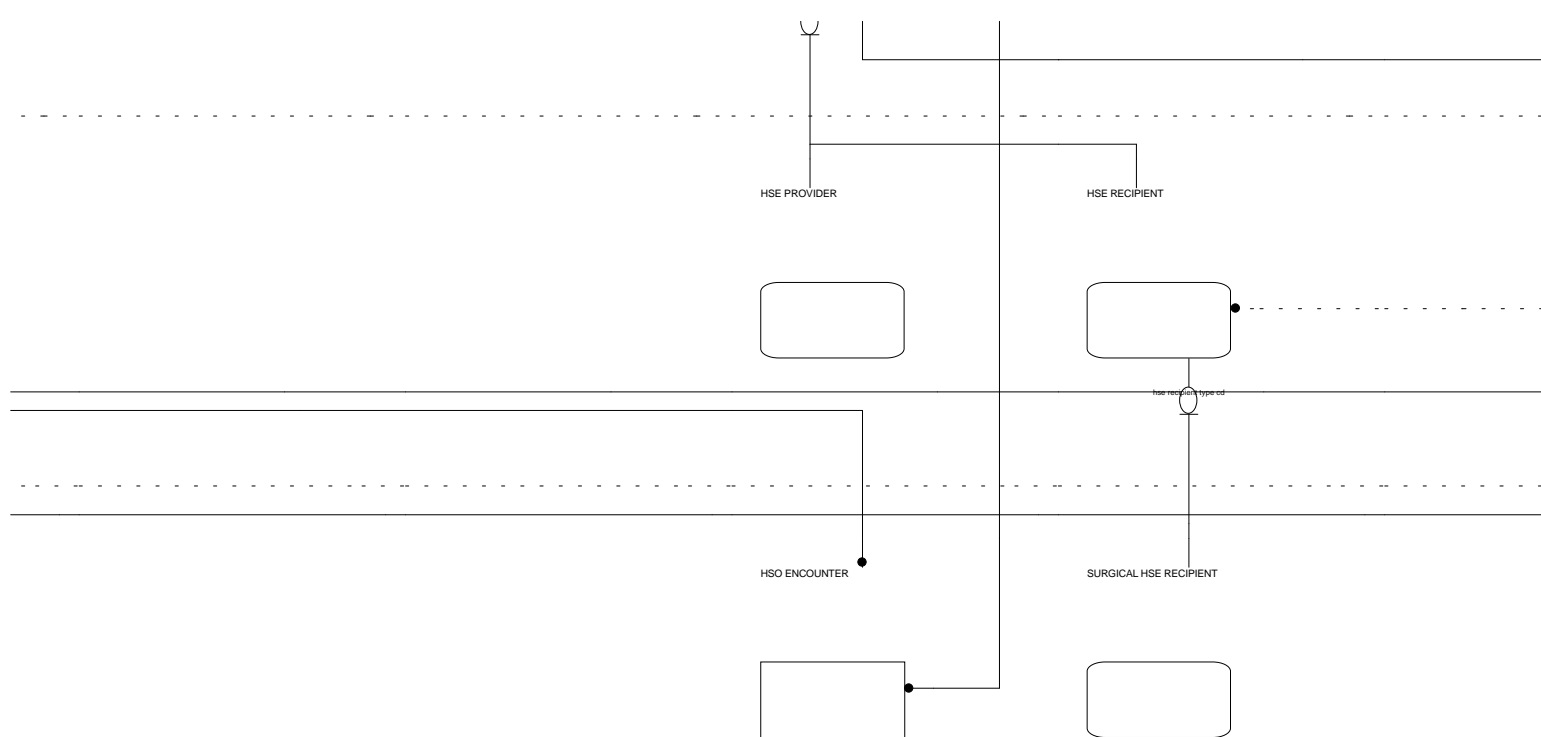 HSE PROVIDER
HSE RECIPIENT
hse recipient type cd
HSO ENCOUNTER
SURGICAL HSE RECIPIENT